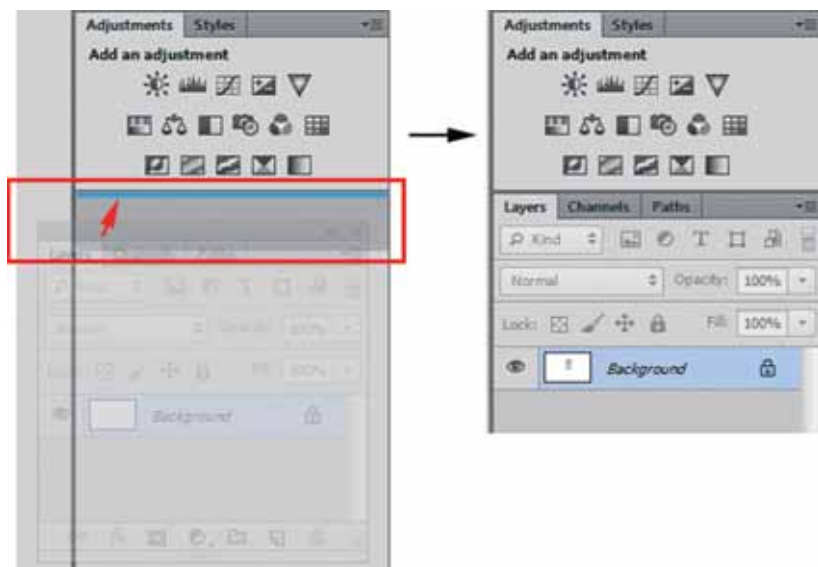 Adjustments Styles
Add an adjustment
Background
Adjustments Styles
Add an adjustment
Layers Channels Paths
Kind
Normal Opacity: 100%
Lock: Fill: 100%
Background